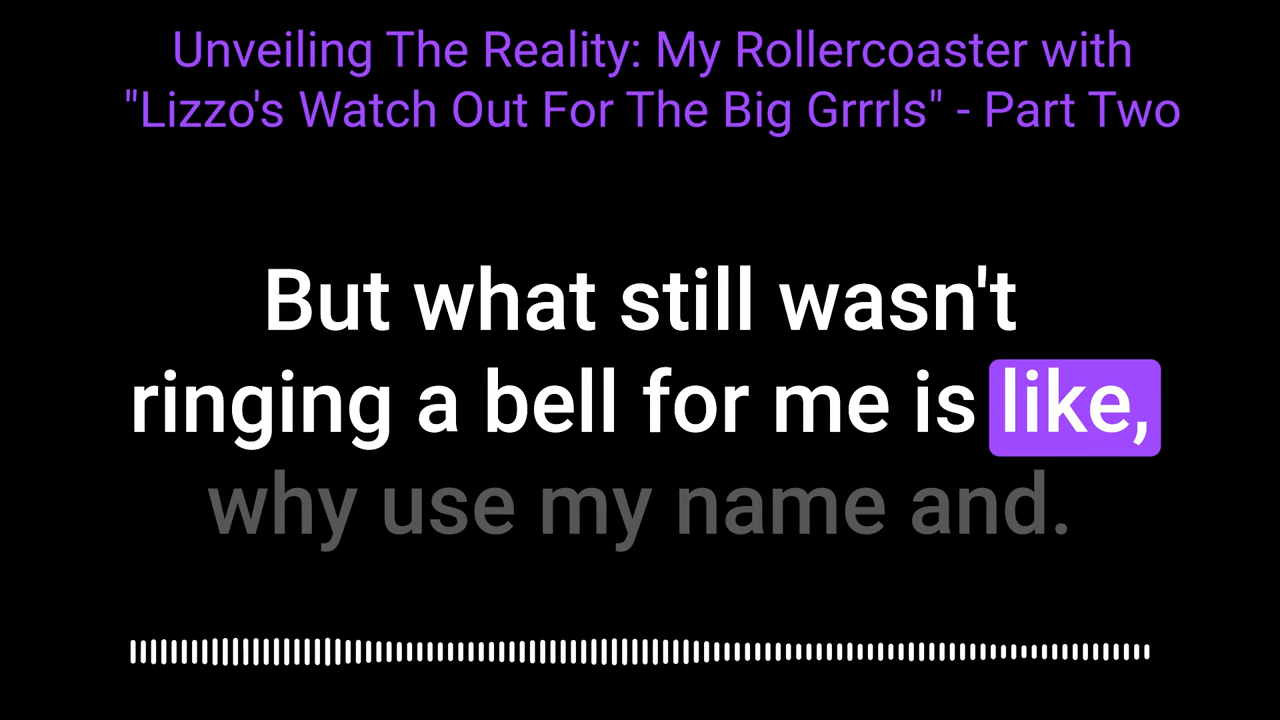 Unveiling The Reality: My Rollercoaster with
"Lizzo's Watch Out For The Big Grrrls" - Part Two
But what still wasn't
ringing a bell for me is like,
why use my name and.